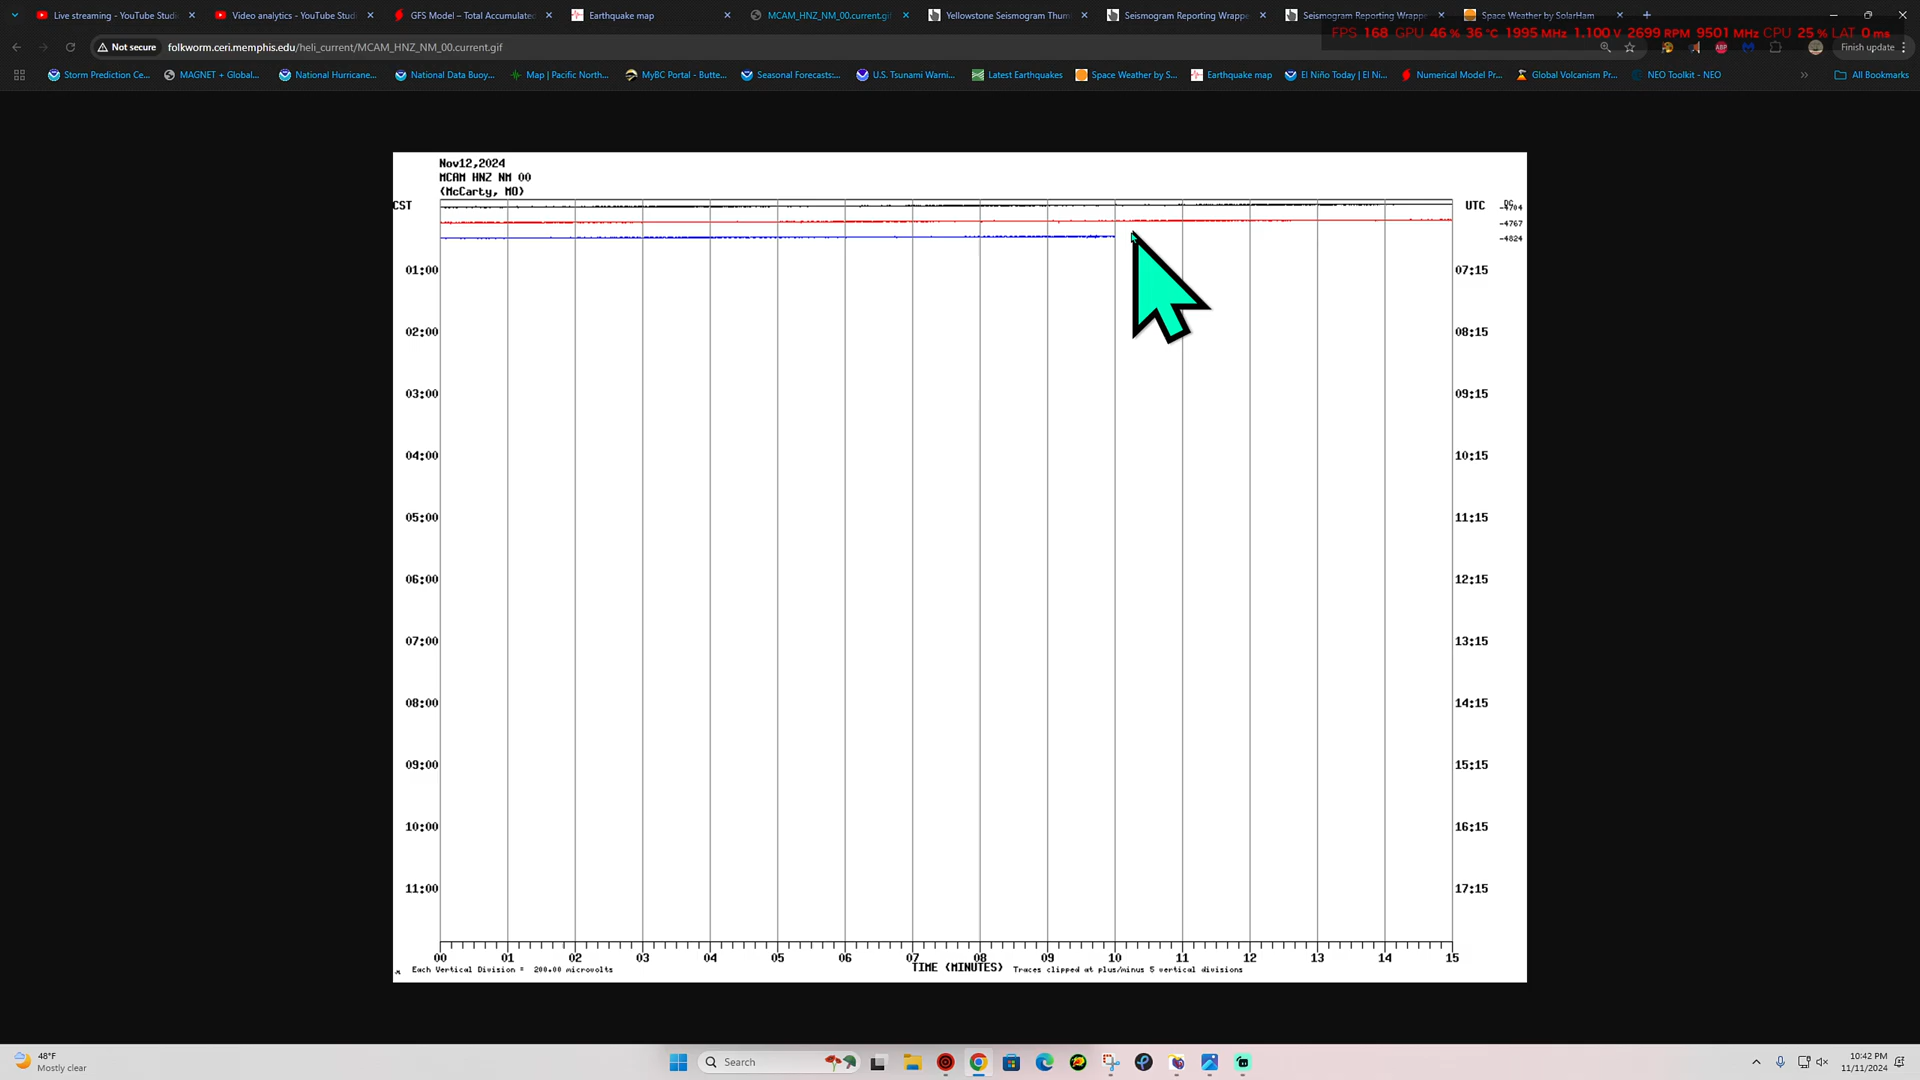 Live streaming - YouTube Studi
Video analytics - YouTube Studi
GFS Model – Total Accumulated
Earthquake map
MCAM_HNZ_NM_00.current.gif
Yellowstone Seismogram Thum
Seismogram Reporting Wrappe
Seismogram Reporting Wrappe
Space Weather by SolarHam
FPS 168 GPU 46 % 36 °C 1995 MHz 1.100 V 2699 RPM 9501 MHz CPU 25 % LAT 0 ms
Not secure
folkworm.ceri.memphis.edu/heli_current/MCAM_HNZ_NM_00.current.gif
Finish update
Storm Prediction Ce...
MAGNET + Global...
National Hurricane...
National Data Buoy...
Map | Pacific North...
MyBC Portal - Butte...
Seasonal Forecasts:...
U.S. Tsunami Warni...
Latest Earthquakes
Space Weather by S...
Earthquake map
El Niño Today | El Ni...
Numerical Model Pr...
Global Volcanism Pr...
NEO Toolkit - NEO
All Bookmarks
Nov12,2024
MCAM HNZ NM 00
(McCarty, MO)
CST
UTC
DC
-4704
-4767
-4824
01:00 07:15
02:00 08:15
03:00 09:15
04:00 10:15
05:00 11:15
06:00 12:15
07:00 13:15
08:00 14:15
09:00 15:15
10:00 16:15
11:00 17:15
00 01 02 03 04 05 06 07 08 09 10 11 12 13 14 15
Each Vertical Division = 200.00 microvolts
TIME (MINUTES)
Traces clipped at plus/minus 5 vertical divisions
48°F
Mostly clear
Search
10:42 PM
11/11/2024